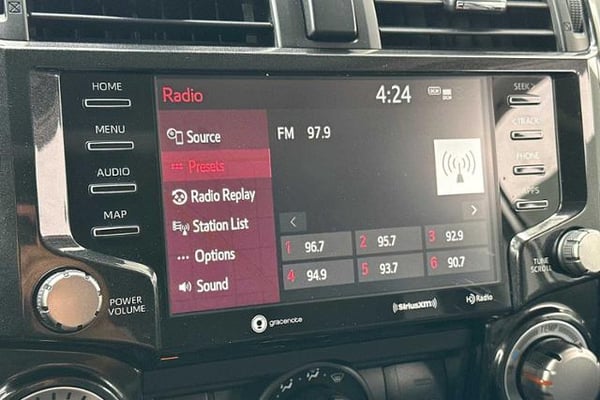 HOME
MENU
AUDIO
MAP
POWER
VOLUME
Radio
4:24
DCM
Source
Presets
Radio Replay
Station List
Options
Sound
FM 97.9
<
>
1 96.7
2 95.7
3 92.9
4 94.9
5 93.7
6 90.7
gracenote
SiriusXM
HD Radio
SEEK >
< TRACK
PHONE
APPS
TUNE
SCROLL
TEMP